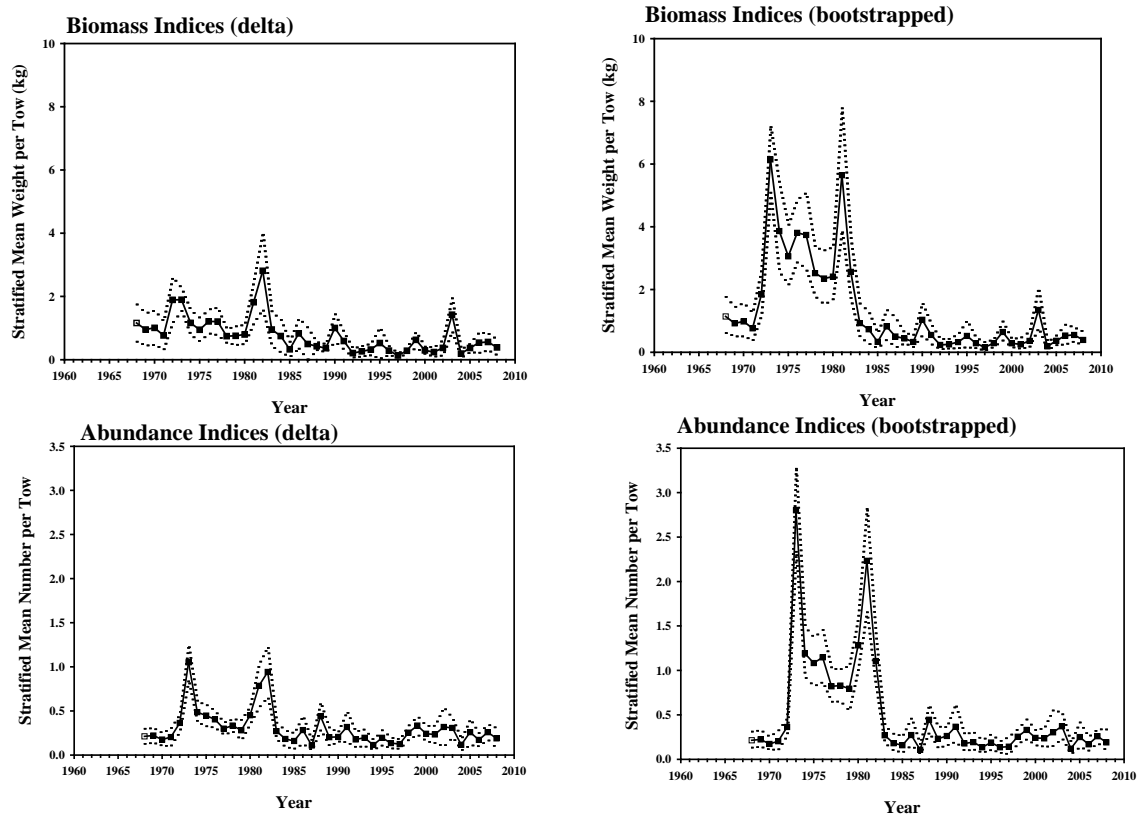 Biomass Indices (delta)
Stratified Mean Weight per Tow (kg)
10
8
6
4
2
0
1960 1965 1970 1975 1980 1985 1990 1995 2000 2005 2010
Year
Biomass Indices (bootstrapped)
Stratified Mean Weight per Tow (kg)
10
8
6
4
2
0
1960 1965 1970 1975 1980 1985 1990 1995 2000 2005 2010
Year
Abundance Indices (delta)
Stratified Mean Number per Tow
3.5
3.0
2.5
2.0
1.5
1.0
0.5
0.0
1960 1965 1970 1975 1980 1985 1990 1995 2000 2005 2010
Year
Abundance Indices (bootstrapped)
Stratified Mean Number per Tow
3.5
3.0
2.5
2.0
1.5
1.0
0.5
0.0
1960 1965 1970 1975 1980 1985 1990 1995 2000 2005 2010
Year